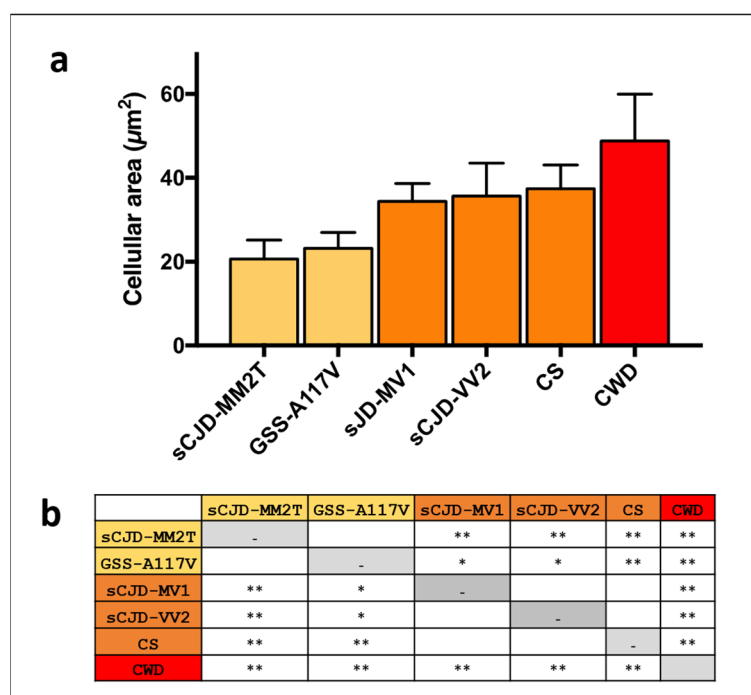 a
Cellullar area (μm²)
60
40
20
0
sCJD-MM2T
GSS-A117V
sJD-MV1
sCJD-VV2
CS
CWD
b
sCJD-MM2T GSS-A117V sCJD-MV1 sCJD-VV2 CS CWD
sCJD-MM2T - ** ** ** **
GSS-A117V - * * ** **
sCJD-MV1 ** * - **
sCJD-VV2 ** * - **
CS ** ** - **
CWD ** ** ** ** **